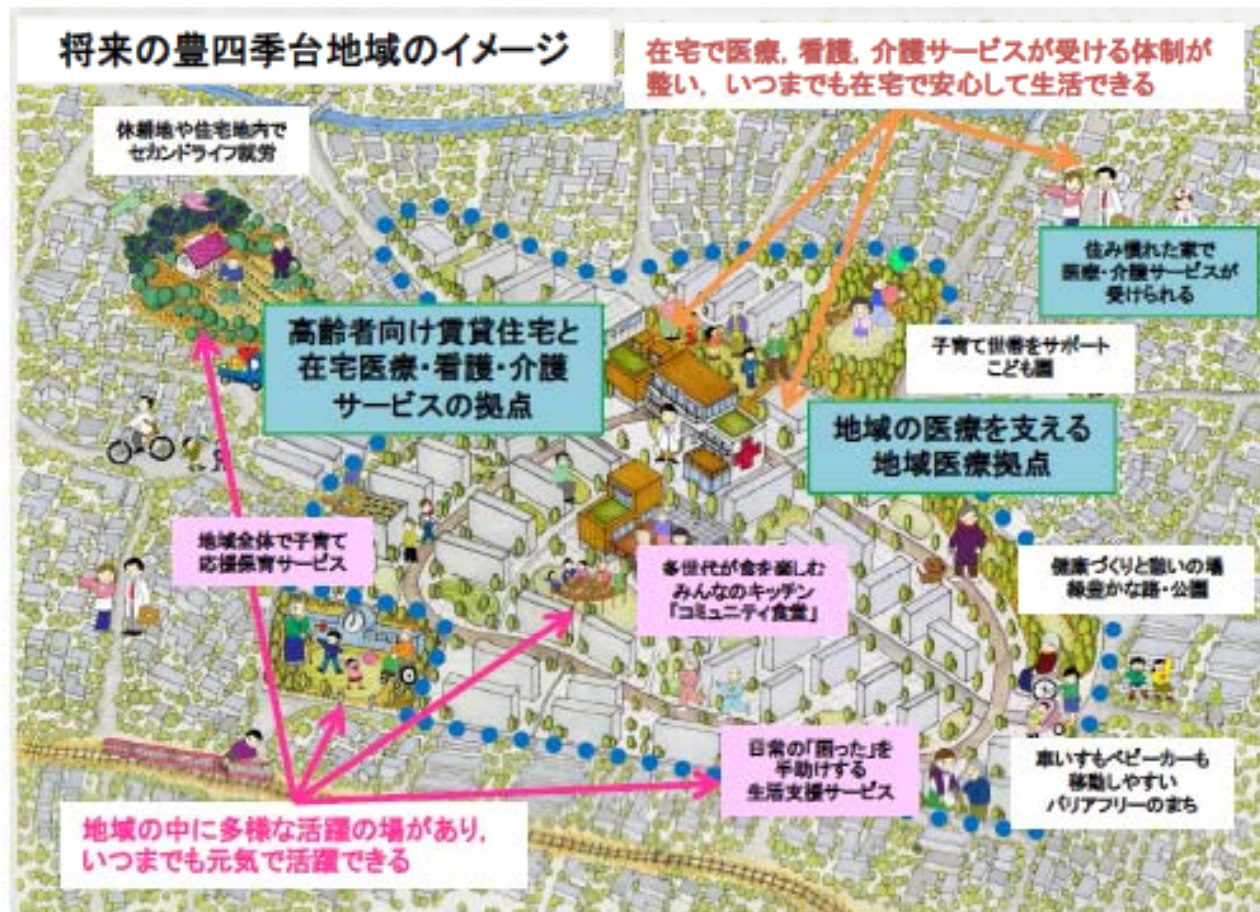 将来の豊四季台地域のイメージ
在宅で医療，看護，介護サービスが受ける体制が
整い，いつまでも在宅で安心して生活できる
休耕地や住宅地内で
セカンドライフ就労
住み慣れた家で
医療・介護サービスが
受けられる
高齢者向け賃貸住宅と
在宅医療・看護・介護
サービスの拠点
子育て世帯をサポート
こども園
地域の医療を支える
地域医療拠点
地域全体で子育て
応援保育サービス
多世代が食を楽しむ
みんなのキッチン
「コミュニティ食堂」
健康づくりと憩いの場
緑豊かな路・公園
日常の「困った」を
手助けする
生活支援サービス
車いすもベビーカーも
移動しやすい
バリアフリーのまち
地域の中に多様な活躍の場があり，
いつまでも元気で活躍できる